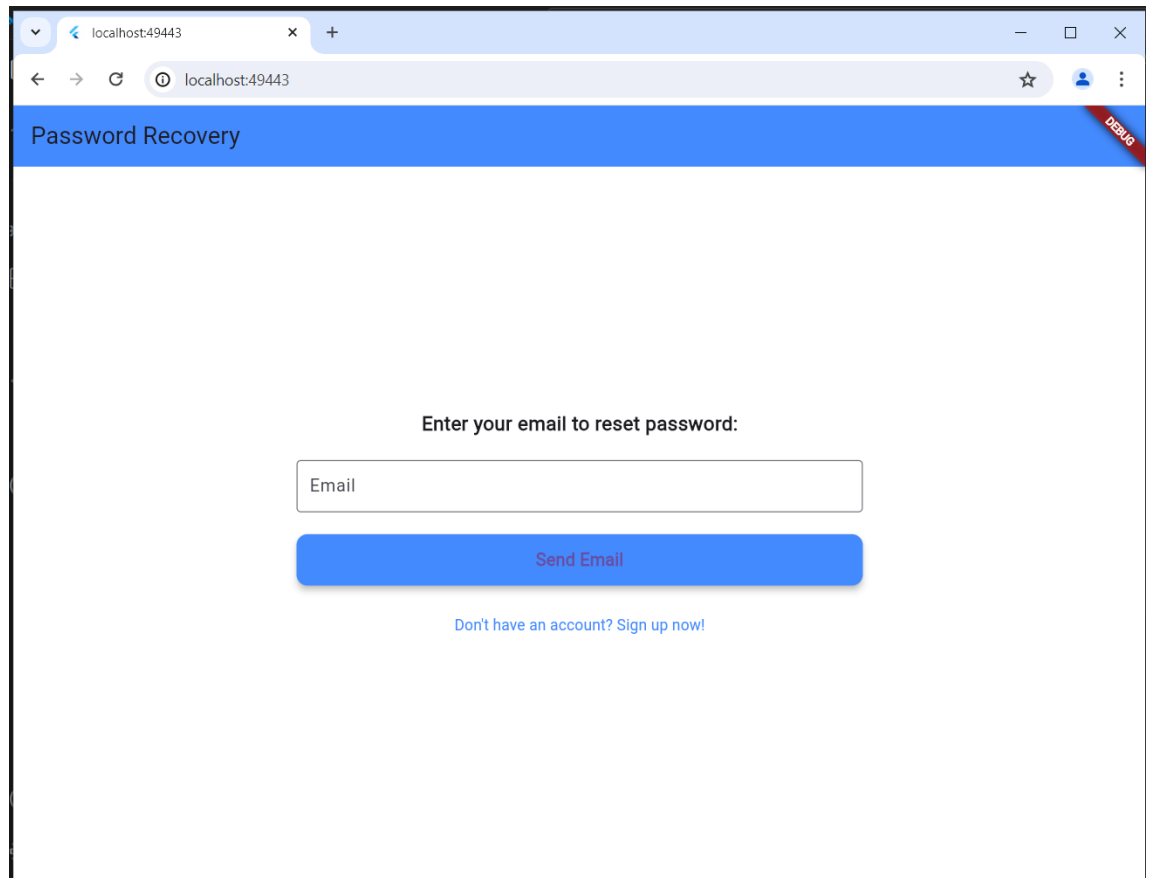 localhost:49443
localhost:49443
Password Recovery
DEBUG
Enter your email to reset password:
Email
Send Email
Don't have an account? Sign up now!